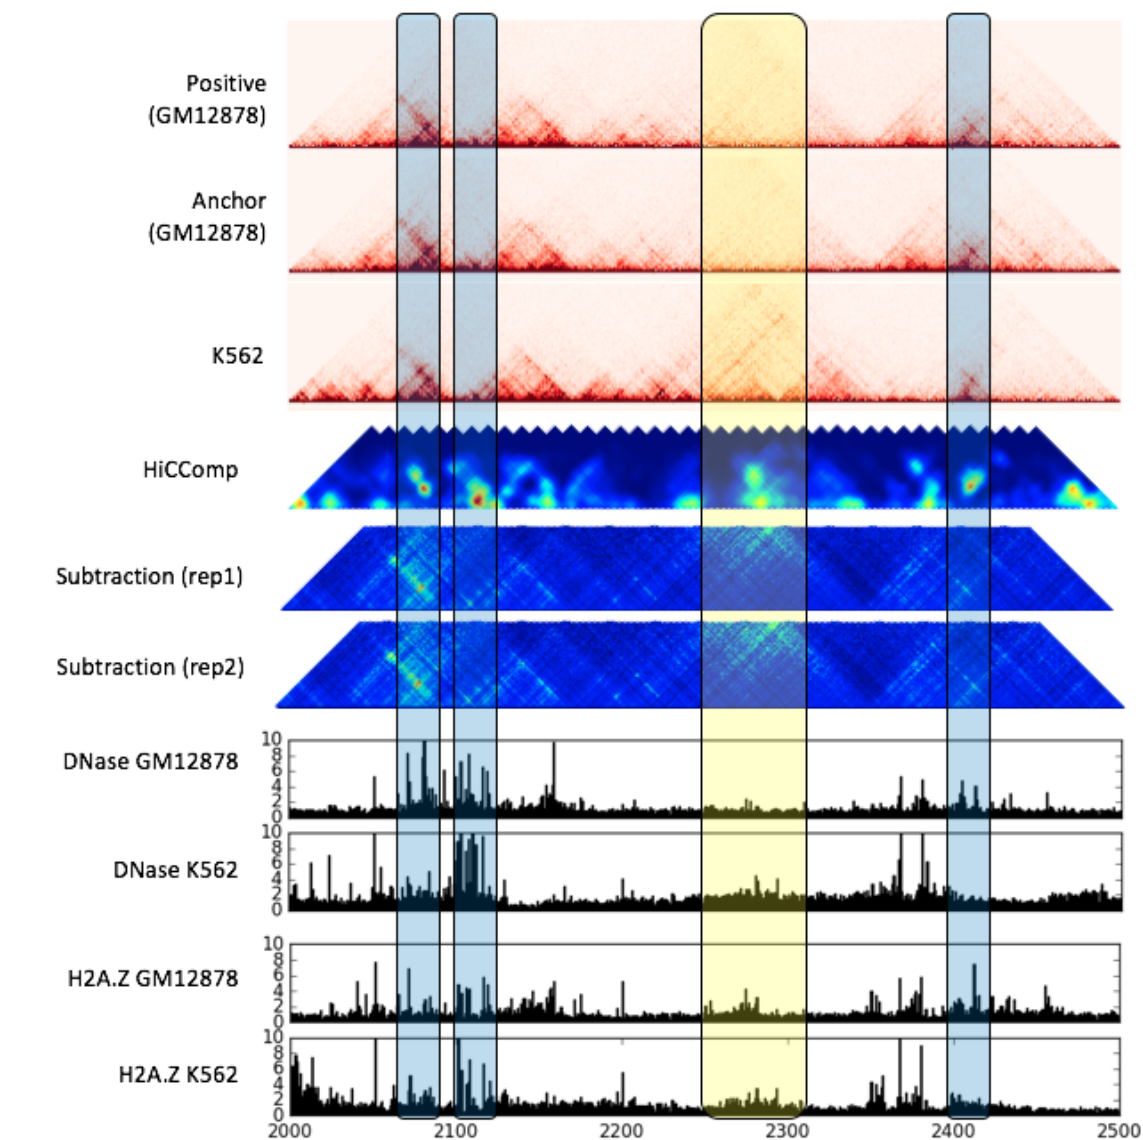 Positive
(GM12878)
Anchor
(GM12878)
K562
HiCComp
Subtraction (rep1)
Subtraction (rep2)
DNase GM12878
10
8
6
4
2
0
DNase K562
10
8
6
4
2
0
H2A.Z GM12878
10
8
6
4
2
0
H2A.Z K562
10
8
6
4
2
0
2000 2100 2200 2300 2400 2500